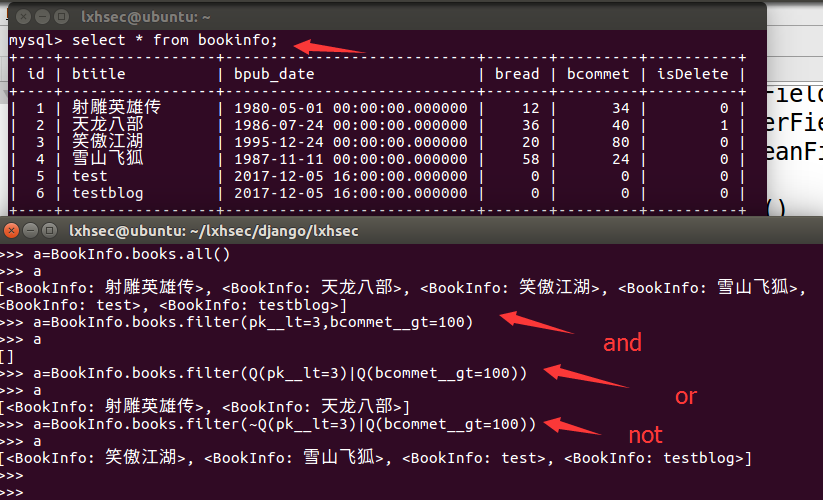 lxhsec@ubuntu: ~
mysql> select * from bookinfo;
+----+--------------+----------------------------+-------+---------+----------+
| id | btitle | bpub_date | bread | bcommet | isDelete |
+----+--------------+----------------------------+-------+---------+----------+
| 1 | 射雕英雄传 | 1980-05-01 00:00:00.000000 | 12 | 34 | 0 |
| 2 | 天龙八部 | 1986-07-24 00:00:00.000000 | 36 | 40 | 1 |
| 3 | 笑傲江湖 | 1995-12-24 00:00:00.000000 | 20 | 80 | 0 |
| 4 | 雪山飞狐 | 1987-11-11 00:00:00.000000 | 58 | 24 | 0 |
| 5 | test | 2017-12-05 16:00:00.000000 | 0 | 0 | 0 |
| 6 | testblog | 2017-12-05 16:00:00.000000 | 0 | 0 | 0 |
+----+--------------+----------------------------+-------+---------+----------+
lxhsec@ubuntu: ~/lxhsec/django/lxhsec
>>> a=BookInfo.books.all()
>>> a
[<BookInfo: 射雕英雄传>, <BookInfo: 天龙八部>, <BookInfo: 笑傲江湖>, <BookInfo: 雪山飞狐>,
<BookInfo: test>, <BookInfo: testblog>]
>>> a=BookInfo.books.filter(pk__lt=3,bcommet__gt=100)
>>> a
and
[]
>>> a=BookInfo.books.filter(Q(pk__lt=3)|Q(bcommet__gt=100))
>>> a
or
[<BookInfo: 射雕英雄传>, <BookInfo: 天龙八部>]
>>> a=BookInfo.books.filter(~Q(pk__lt=3)|Q(bcommet__gt=100))
>>> a
not
[<BookInfo: 笑傲江湖>, <BookInfo: 雪山飞狐>, <BookInfo: test>, <BookInfo: testblog>]
>>>
>>>